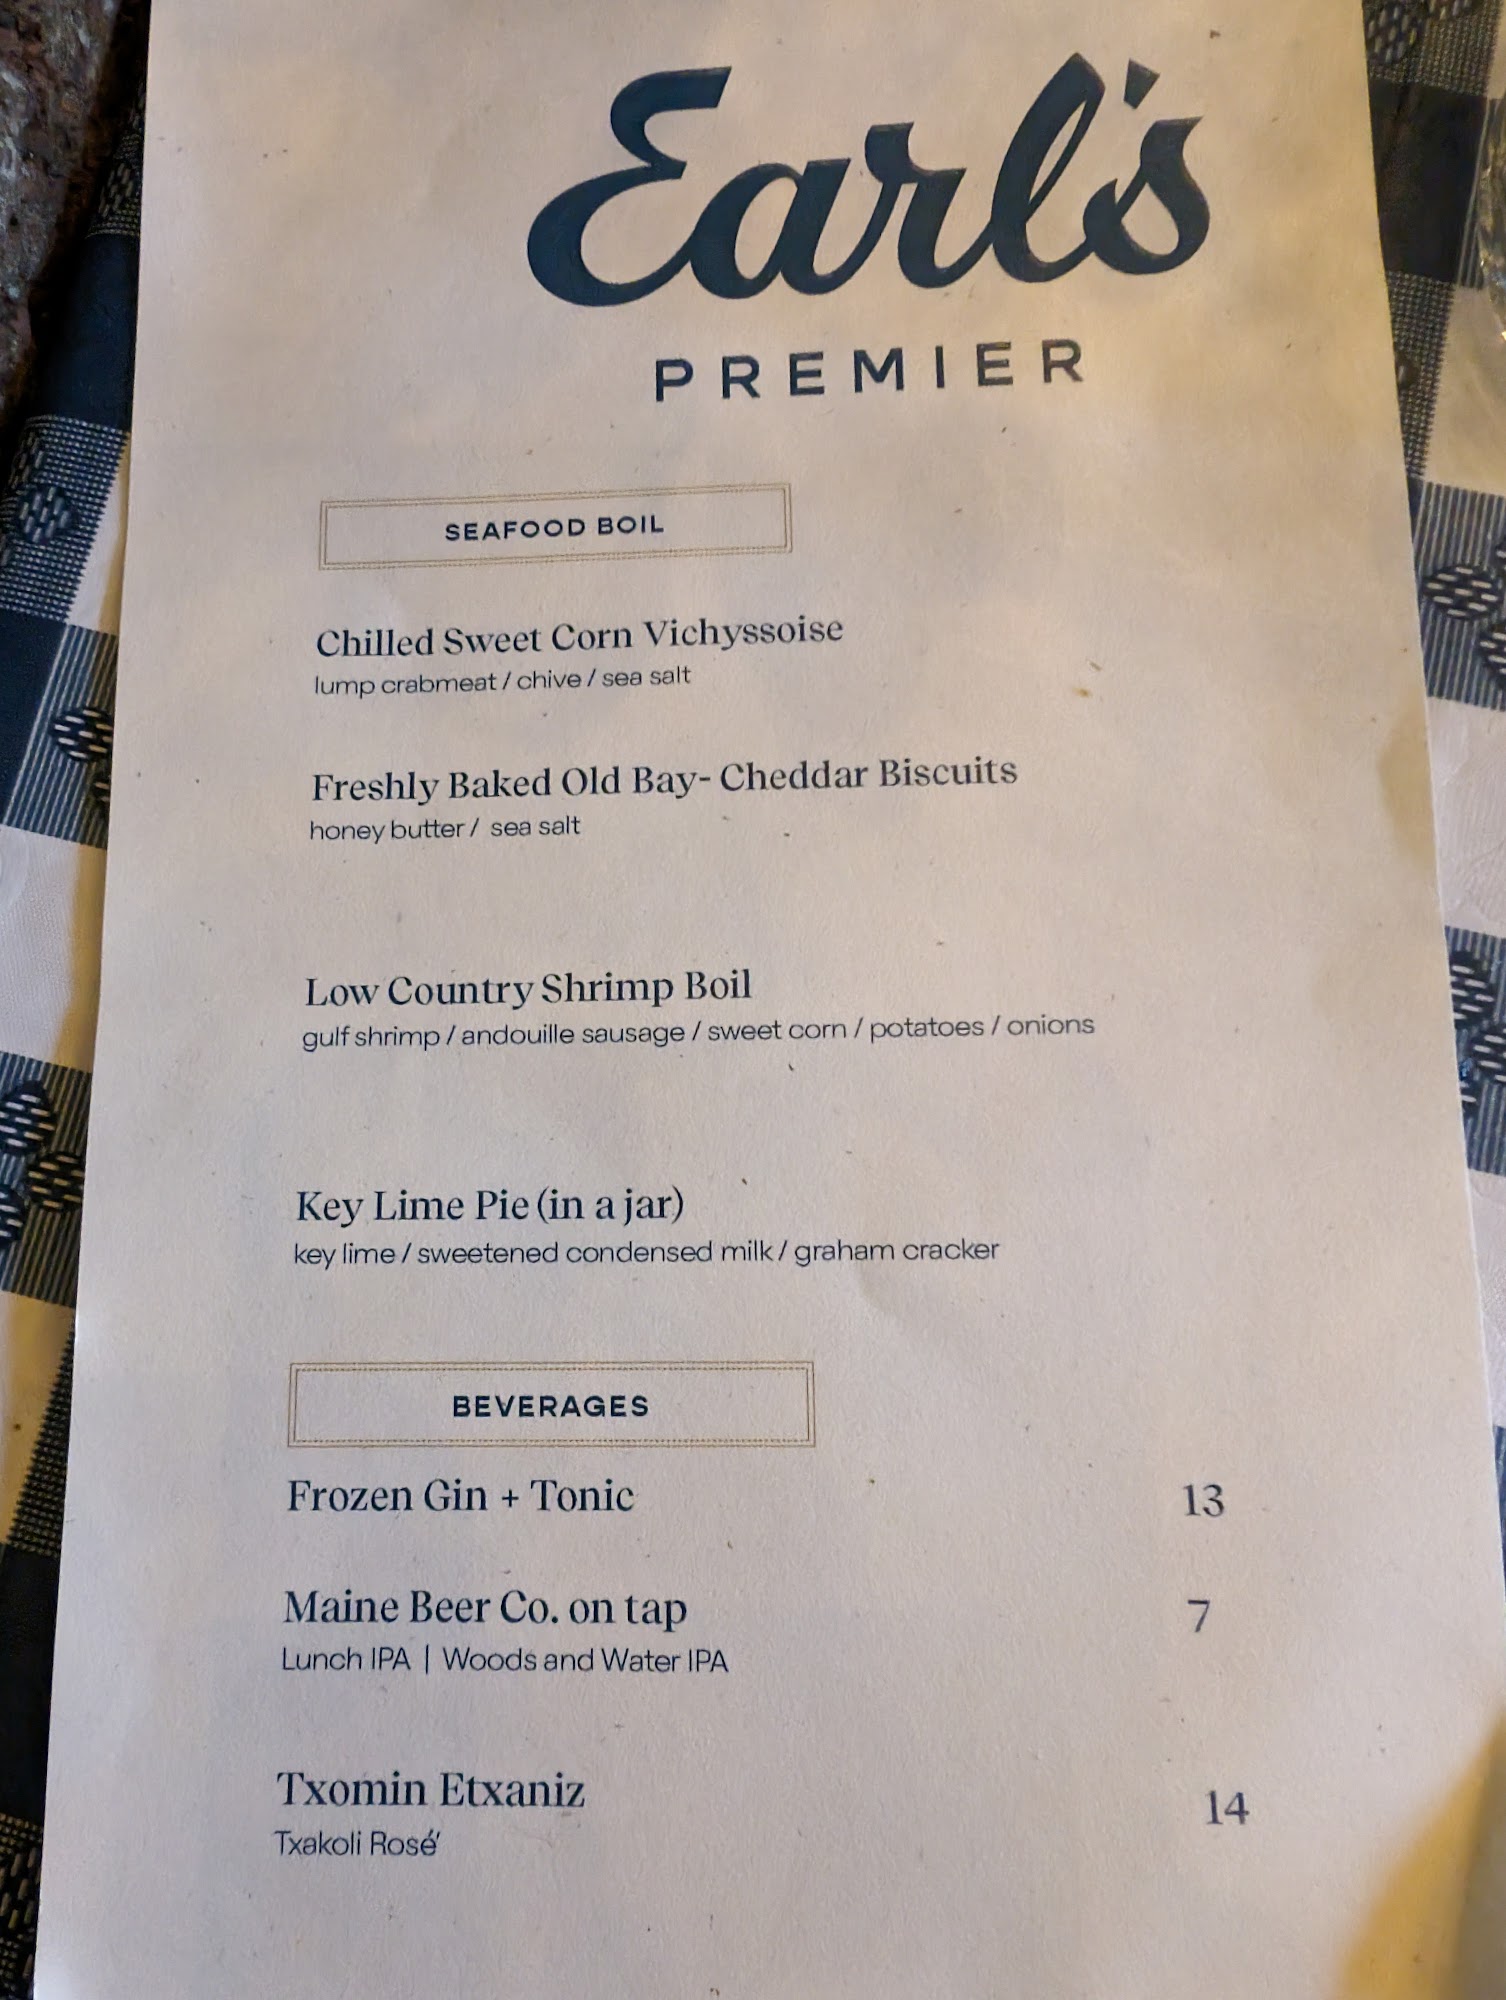 Earl's
PREMIER
SEAFOOD BOIL
Chilled Sweet Corn Vichyssoise
lump crabmeat / chive / sea salt
Freshly Baked Old Bay- Cheddar Biscuits
honey butter / sea salt
Low Country Shrimp Boil
gulf shrimp / andouille sausage / sweet corn / potatoes / onions
Key Lime Pie (in a jar)
key lime / sweetened condensed milk / graham cracker
BEVERAGES
Frozen Gin + Tonic 13
Maine Beer Co. on tap 7
Lunch IPA | Woods and Water IPA
Txomin Etxaniz 14
Txakoli Rosé